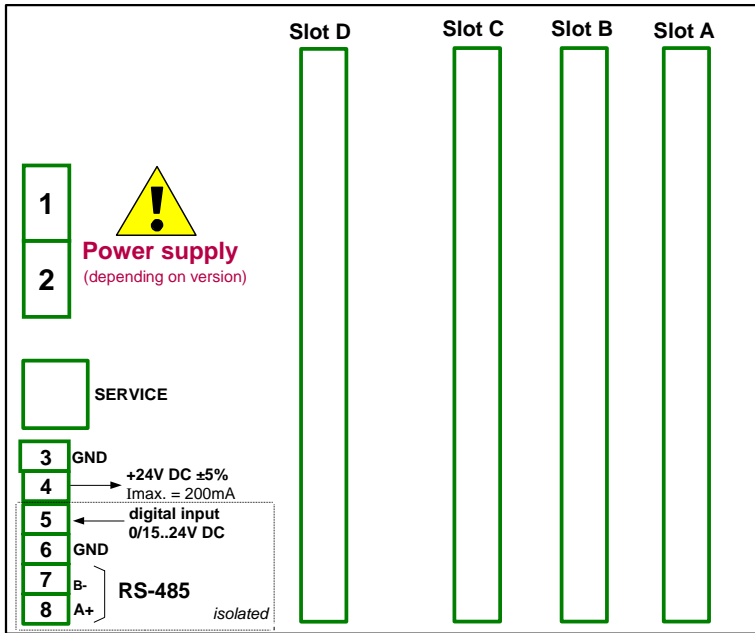 Slot D Slot C Slot B Slot A
1
!
Power supply
2
(depending on version)
SERVICE
3 GND
4
+24V DC ±5%
Imax. = 200mA
5
digital input
0/15..24V DC
6 GND
7 B-
RS-485
8 A+
isolated